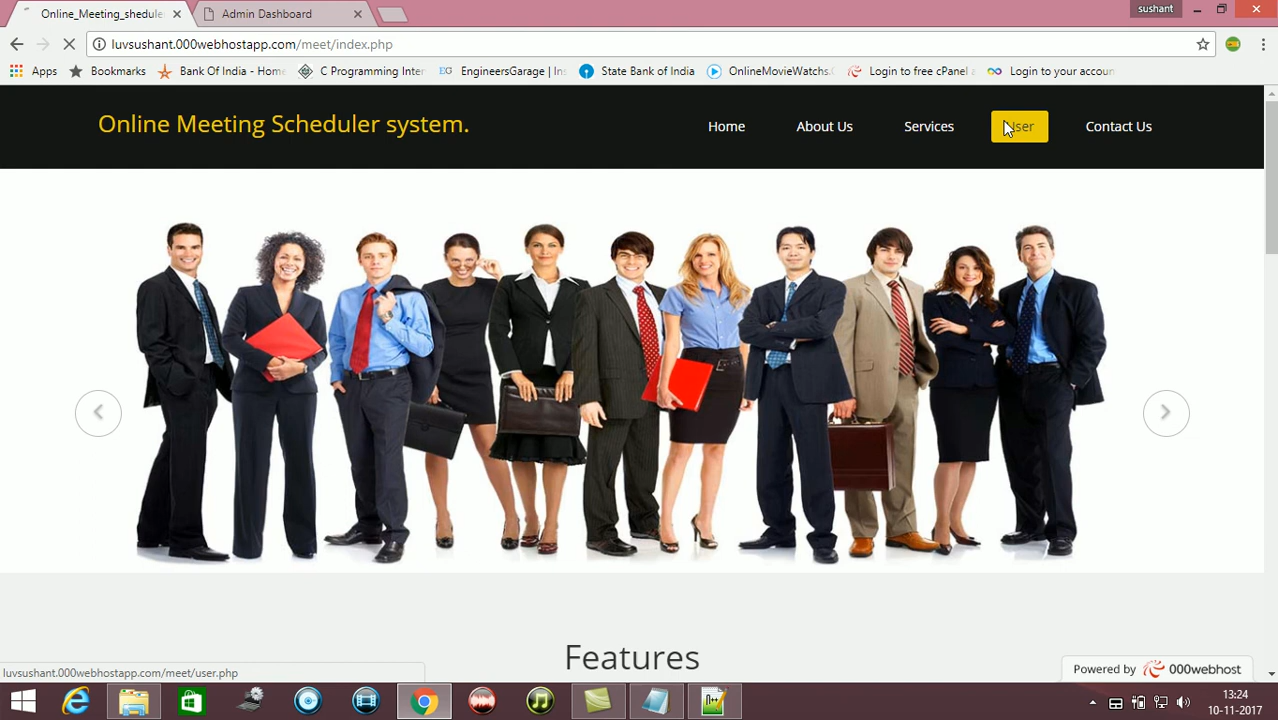 Online_Meeting_shedule
Admin Dashboard
sushant
luvsushant.000webhostapp.com/meet/index.php
Apps
Bookmarks
Bank Of India - Home
C Programming Inter
EngineersGarage | Ins
State Bank of India
OnlineMovieWatchs.
Login to free cPanel
Login to your accoun
Online Meeting Scheduler system.
Home
About Us
Services
User
Contact Us
Features
luvsushant.000webhostapp.com/meet/user.php
Powered by 000webhost
13:24
10-11-2017